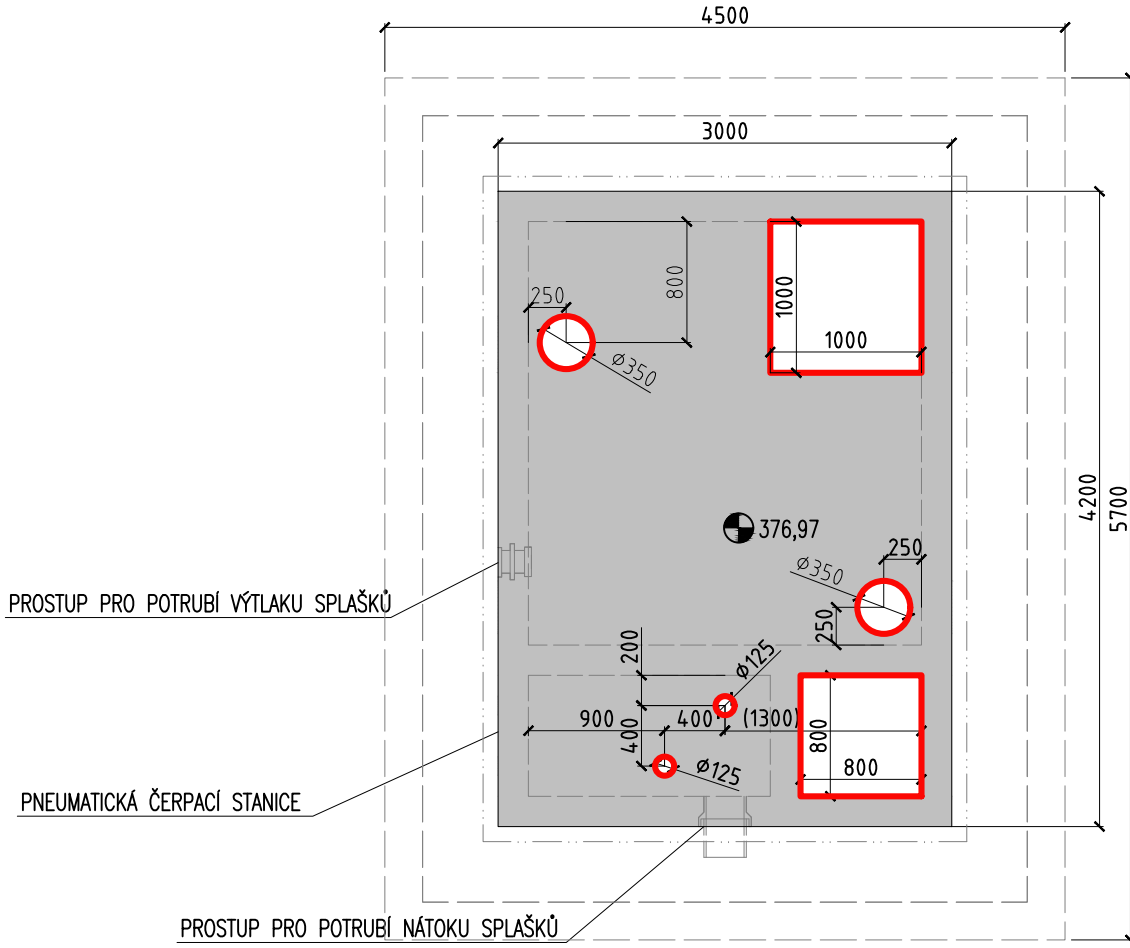 4500
3000
800
250
1000
1000
ø350
4200
5700
376,97
250
ø350
PROSTUP PRO POTRUBÍ VÝTLAKU SPLAŠKŮ
250
200
ø125
900
400
(1300)
400
800
800
ø125
PNEUMATICKÁ ČERPACÍ STANICE
PROSTUP PRO POTRUBÍ NÁTOKU SPLAŠKŮ